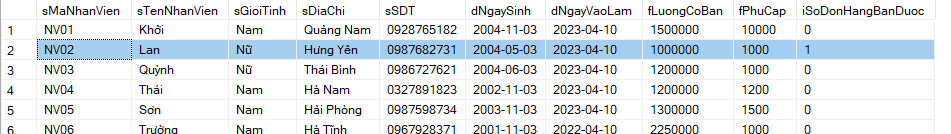 sMaNhanVien sTenNhanVien sGioiTinh sDiaChi sSDT dNgaySinh dNgayVaoLam fLuongCoBan fPhuCap iSoDonHangBanDuoc
1 NV01 Khởi Nam Quảng Nam 0928765182 2004-11-03 2023-04-10 1500000 10000 0
2 NV02 Lan Nữ Hưng Yên 0987682731 2004-05-03 2023-04-10 1000000 1000 1
3 NV03 Quỳnh Nữ Thái Bình 0986727621 2004-06-03 2023-04-10 1200000 1000 0
4 NV04 Thái Nam Hà Nam 0327891823 2002-11-03 2023-04-10 1200000 1200 0
5 NV05 Sơn Nam Hải Phòng 0987598734 2003-11-03 2023-04-10 1300000 1500 0
6 NV06 Trường Nam Hà Tĩnh 0967928371 2001-11-03 2022-04-10 2250000 1000 0